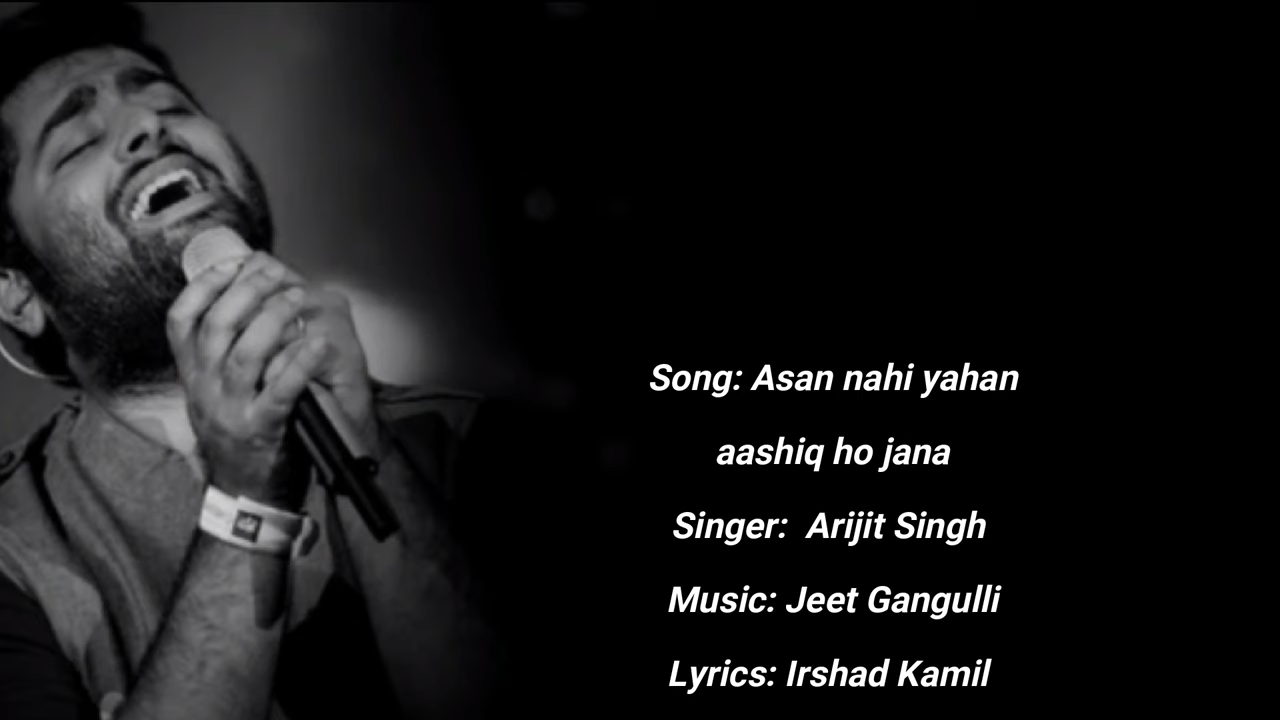 Song: Asan nahi yahan
aashiq ho jana
Singer:  Arijit Singh
Music: Jeet Gangulli
Lyrics: Irshad Kamil